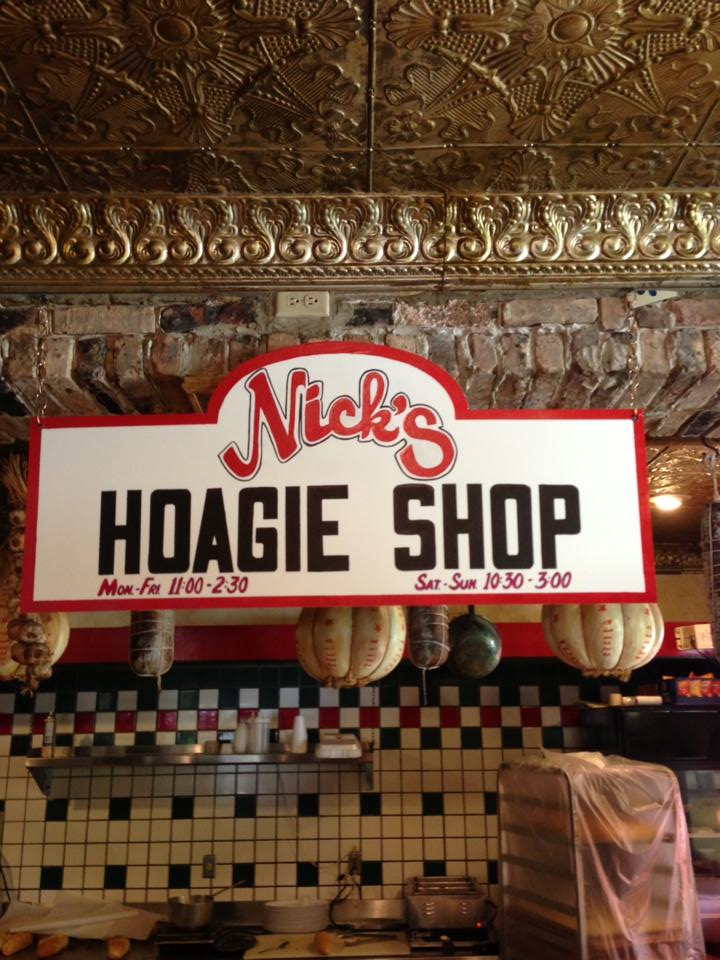 Nick's
HOAGIE SHOP
Mon.-Fri. 11:00-2:30 Sat.-Sun. 10:30-3:00